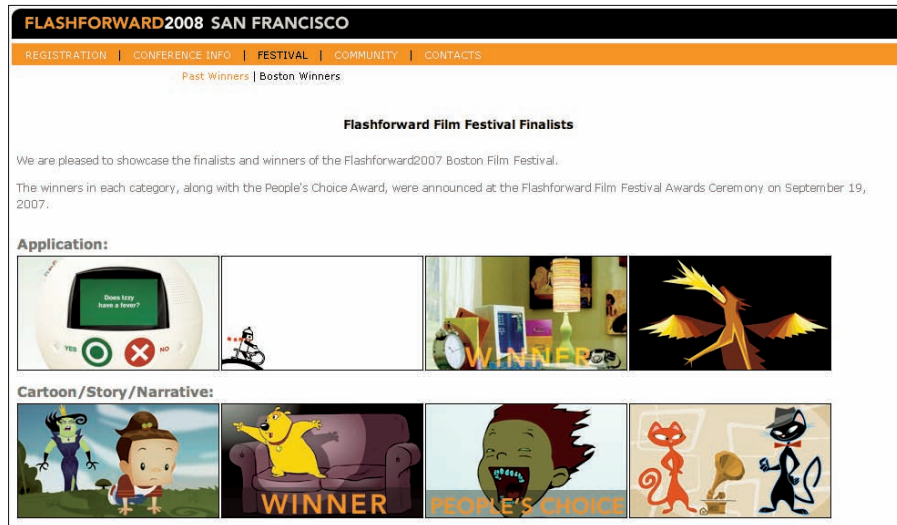 FLASHFORWARD2008 SAN FRANCISCO
REGISTRATION | CONFERENCE INFO | FESTIVAL | COMMUNITY | CONTACTS
Past Winners | Boston Winners
Flashforward Film Festival Finalists
We are pleased to showcase the finalists and winners of the Flashforward2007 Boston Film Festival.
The winners in each category, along with the People's Choice Award, were announced at the Flashforward Film Festival Awards Ceremony on September 19,
2007.
Application:
Does Izzy
have a fever?
YES
NO
WINNER
Cartoon/Story/Narrative:
WINNER
PEOPLE'S CHOICE